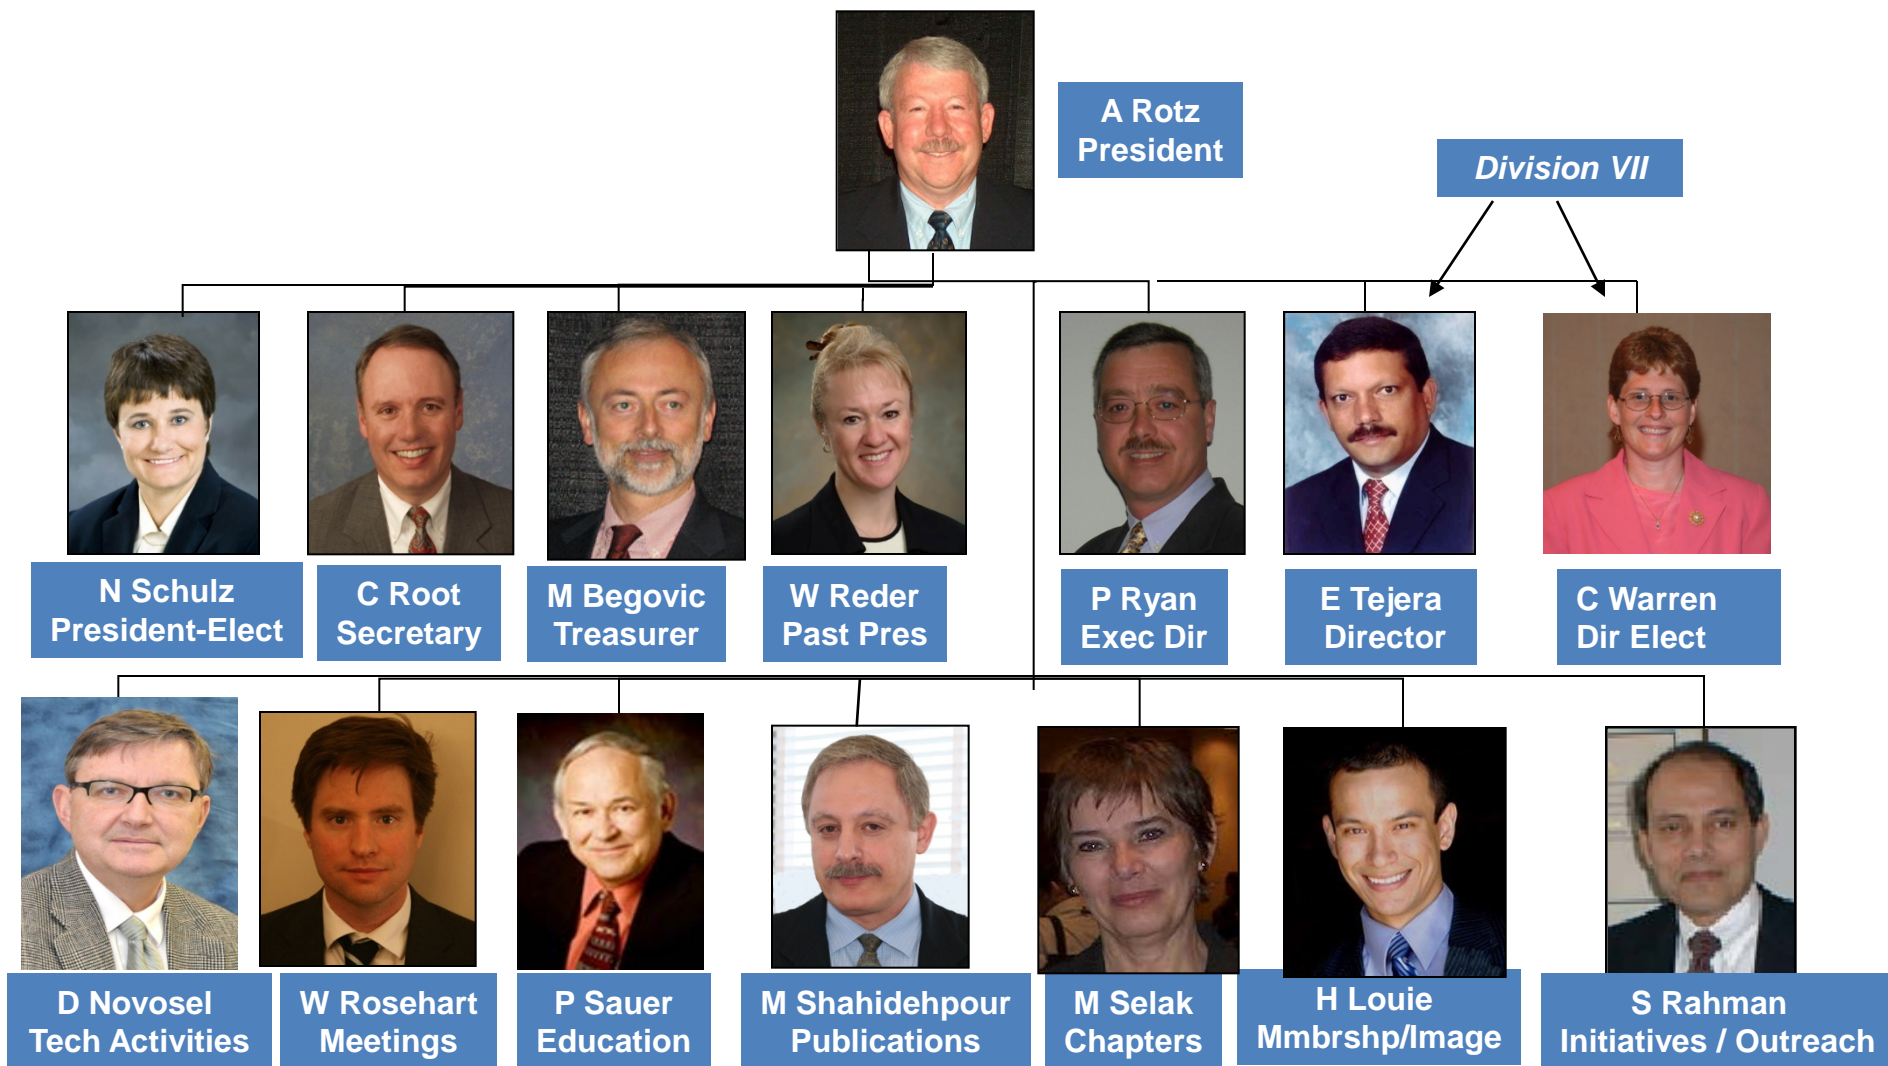 A Rotz
President
Division VII
N Schulz
President-Elect
C Root
Secretary
M Begovic
Treasurer
W Reder
Past Pres
P Ryan
Exec Dir
E Tejera
Director
C Warren
Dir Elect
D Novosel
Tech Activities
W Rosehart
Meetings
P Sauer
Education
M Shahidehpour
Publications
M Selak
Chapters
H Louie
Mmbrshp/Image
S Rahman
Initiatives / Outreach